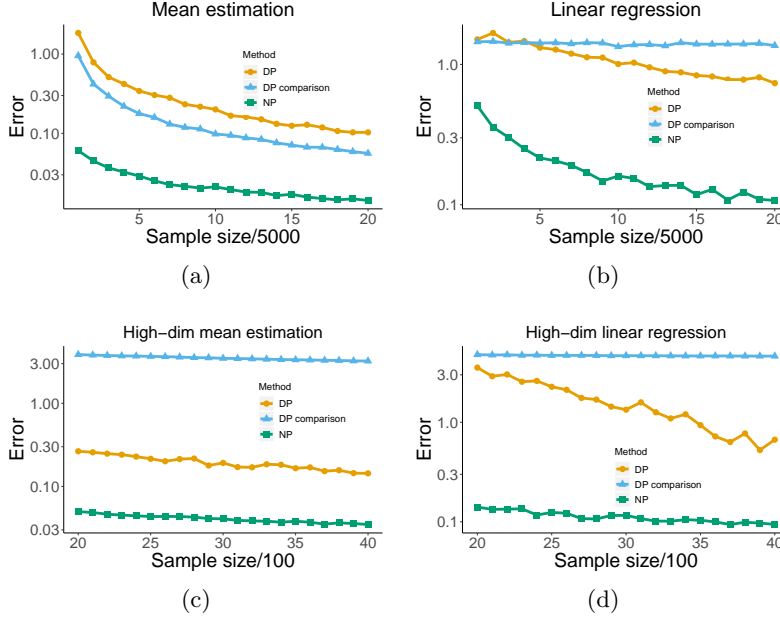 Mean estimation
Error
1.00
0.30
0.10
0.03
Method
DP
DP comparison
NP
5
10
15
20
Sample size/5000
(a)
Linear regression
Error
1.0
0.3
0.1
Method
DP
DP comparison
NP
5
10
15
20
Sample size/5000
(b)
High−dim mean estimation
Error
3.00
1.00
0.30
0.10
0.03
Method
DP
DP comparison
NP
20
25
30
35
40
Sample size/100
(c)
High−dim linear regression
Error
3.0
1.0
0.3
0.1
Method
DP
DP comparison
NP
20
25
30
35
40
Sample size/100
(d)